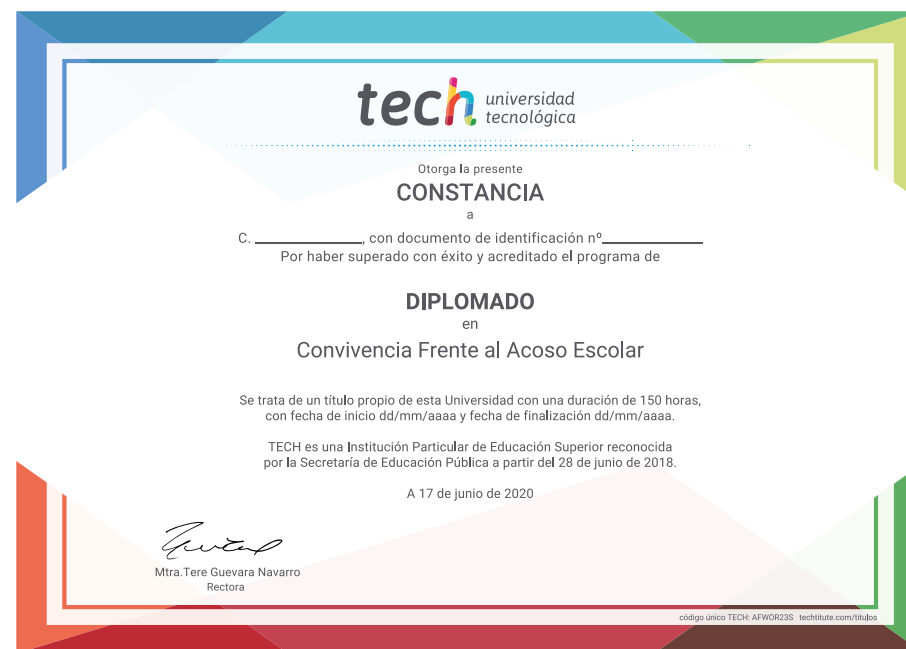 tech universidad
tecnológica
Otorga la presente
CONSTANCIA
a
C. ____________, con documento de identificación nº____________
Por haber superado con éxito y acreditado el programa de
DIPLOMADO
en
Convivencia Frente al Acoso Escolar
Se trata de un título propio de esta Universidad con una duración de 150 horas,
con fecha de inicio dd/mm/aaaa y fecha de finalización dd/mm/aaaa.
TECH es una Institución Particular de Educación Superior reconocida
por la Secretaría de Educación Pública a partir del 28 de junio de 2018.
A 17 de junio de 2020
Mtra.Tere Guevara Navarro
Rectora
código único TECH: AFWOR23S techtitute.com/titulos